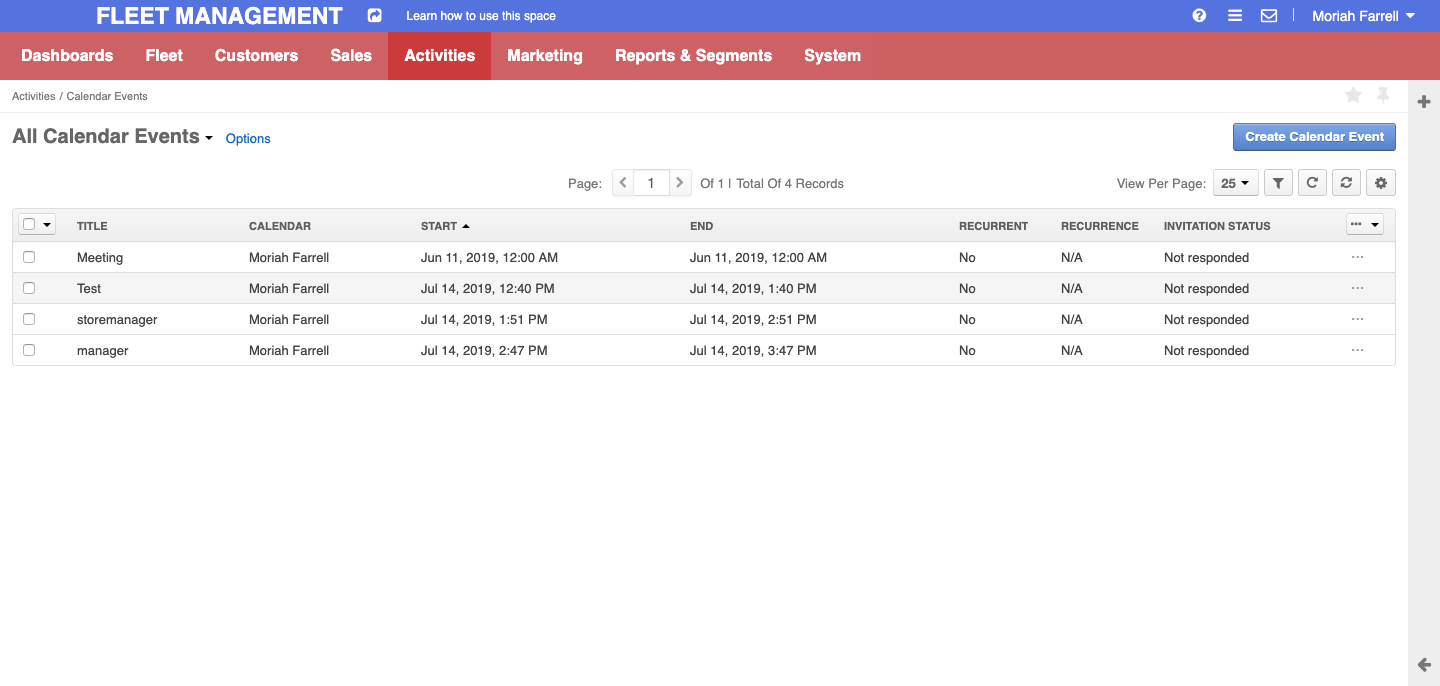 FLEET MANAGEMENT Learn how to use this space Moriah Farrell
Dashboards Fleet Customers Sales Activities Marketing Reports & Segments System
Activities / Calendar Events
All Calendar Events Options Create Calendar Event
Page: 1 Of 1 | Total Of 4 Records View Per Page: 25
TITLE CALENDAR START END RECURRENT RECURRENCE INVITATION STATUS
Meeting Moriah Farrell Jun 11, 2019, 12:00 AM Jun 11, 2019, 12:00 AM No N/A Not responded
Test Moriah Farrell Jul 14, 2019, 12:40 PM Jul 14, 2019, 1:40 PM No N/A Not responded
storemanager Moriah Farrell Jul 14, 2019, 1:51 PM Jul 14, 2019, 2:51 PM No N/A Not responded
manager Moriah Farrell Jul 14, 2019, 2:47 PM Jul 14, 2019, 3:47 PM No N/A Not responded